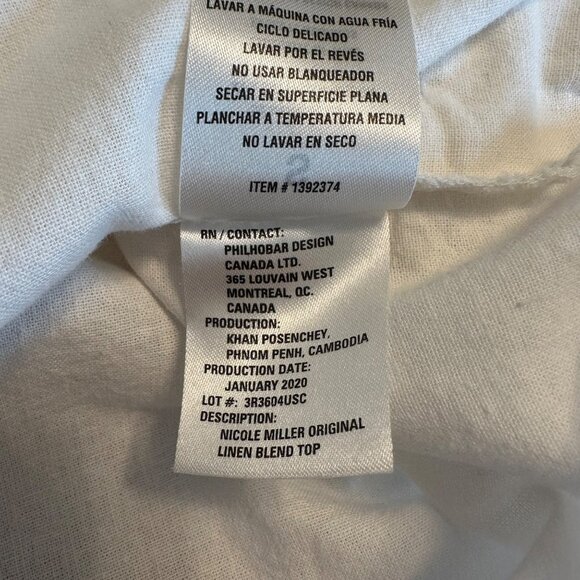 LAVAR A MÁQUINA CON AGUA FRÍA
CICLO DELICADO
LAVAR POR EL REVÉS
NO USAR BLANQUEADOR
SECAR EN SUPERFICIE PLANA
PLANCHAR A TEMPERATURA MEDIA
NO LAVAR EN SECO
ITEM # 1392374
RN / CONTACT:
PHILHOBAR DESIGN
CANADA LTD.
365 LOUVAIN WEST
MONTREAL, QC.
CANADA
PRODUCTION:
KHAN POSENCHEY,
PHNOM PENH, CAMBODIA
PRODUCTION DATE:
JANUARY 2020
LOT #: 3R3604USC
DESCRIPTION:
NICOLE MILLER ORIGINAL
LINEN BLEND TOP